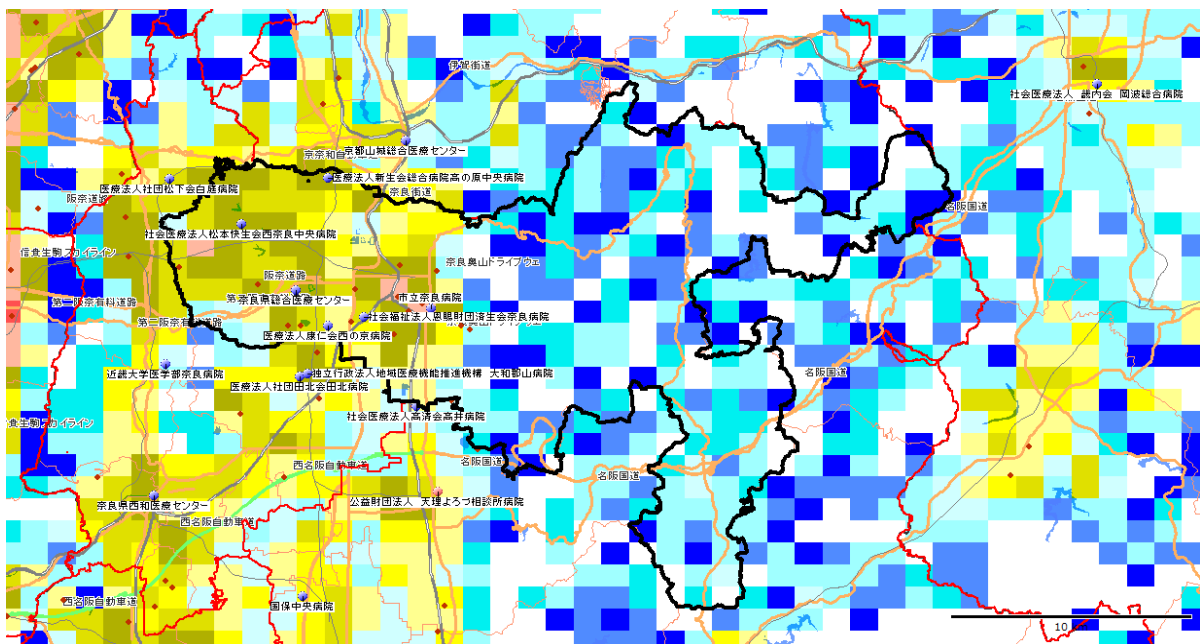 伊賀街道
社会医療法人 畿内会 岡波総合病院
京都山城総合医療センター
京奈和自動車道
医療法人新生会総合病院高の原中央病院
医療法人社団松下会白庭病院
奈良街道
阪奈道路
社会医療法人松本快生会西奈良中央病院
名阪国道
信貴生駒スカイライン
奈良奥山ドライブウェ
阪奈道路
奈良県総合医療センター
市立奈良病院
第二阪奈有料道路
社会福祉法人恩賜財団済生会奈良病院
第二阪奈有料道路
医療法人康仁会西の京病院
近畿大学医学部奈良病院
独立行政法人地域医療機能推進機構 大和郡山病院
名阪国道
医療法人社団田北会田北病院
社会医療法人高清会高井病院
西名阪自動車道
名阪国道
名阪国道
奈良県西和医療センター
公益財団法人 天理よろづ相談所病院
西名阪自動車道
西名阪自動車道
国保中央病院
10